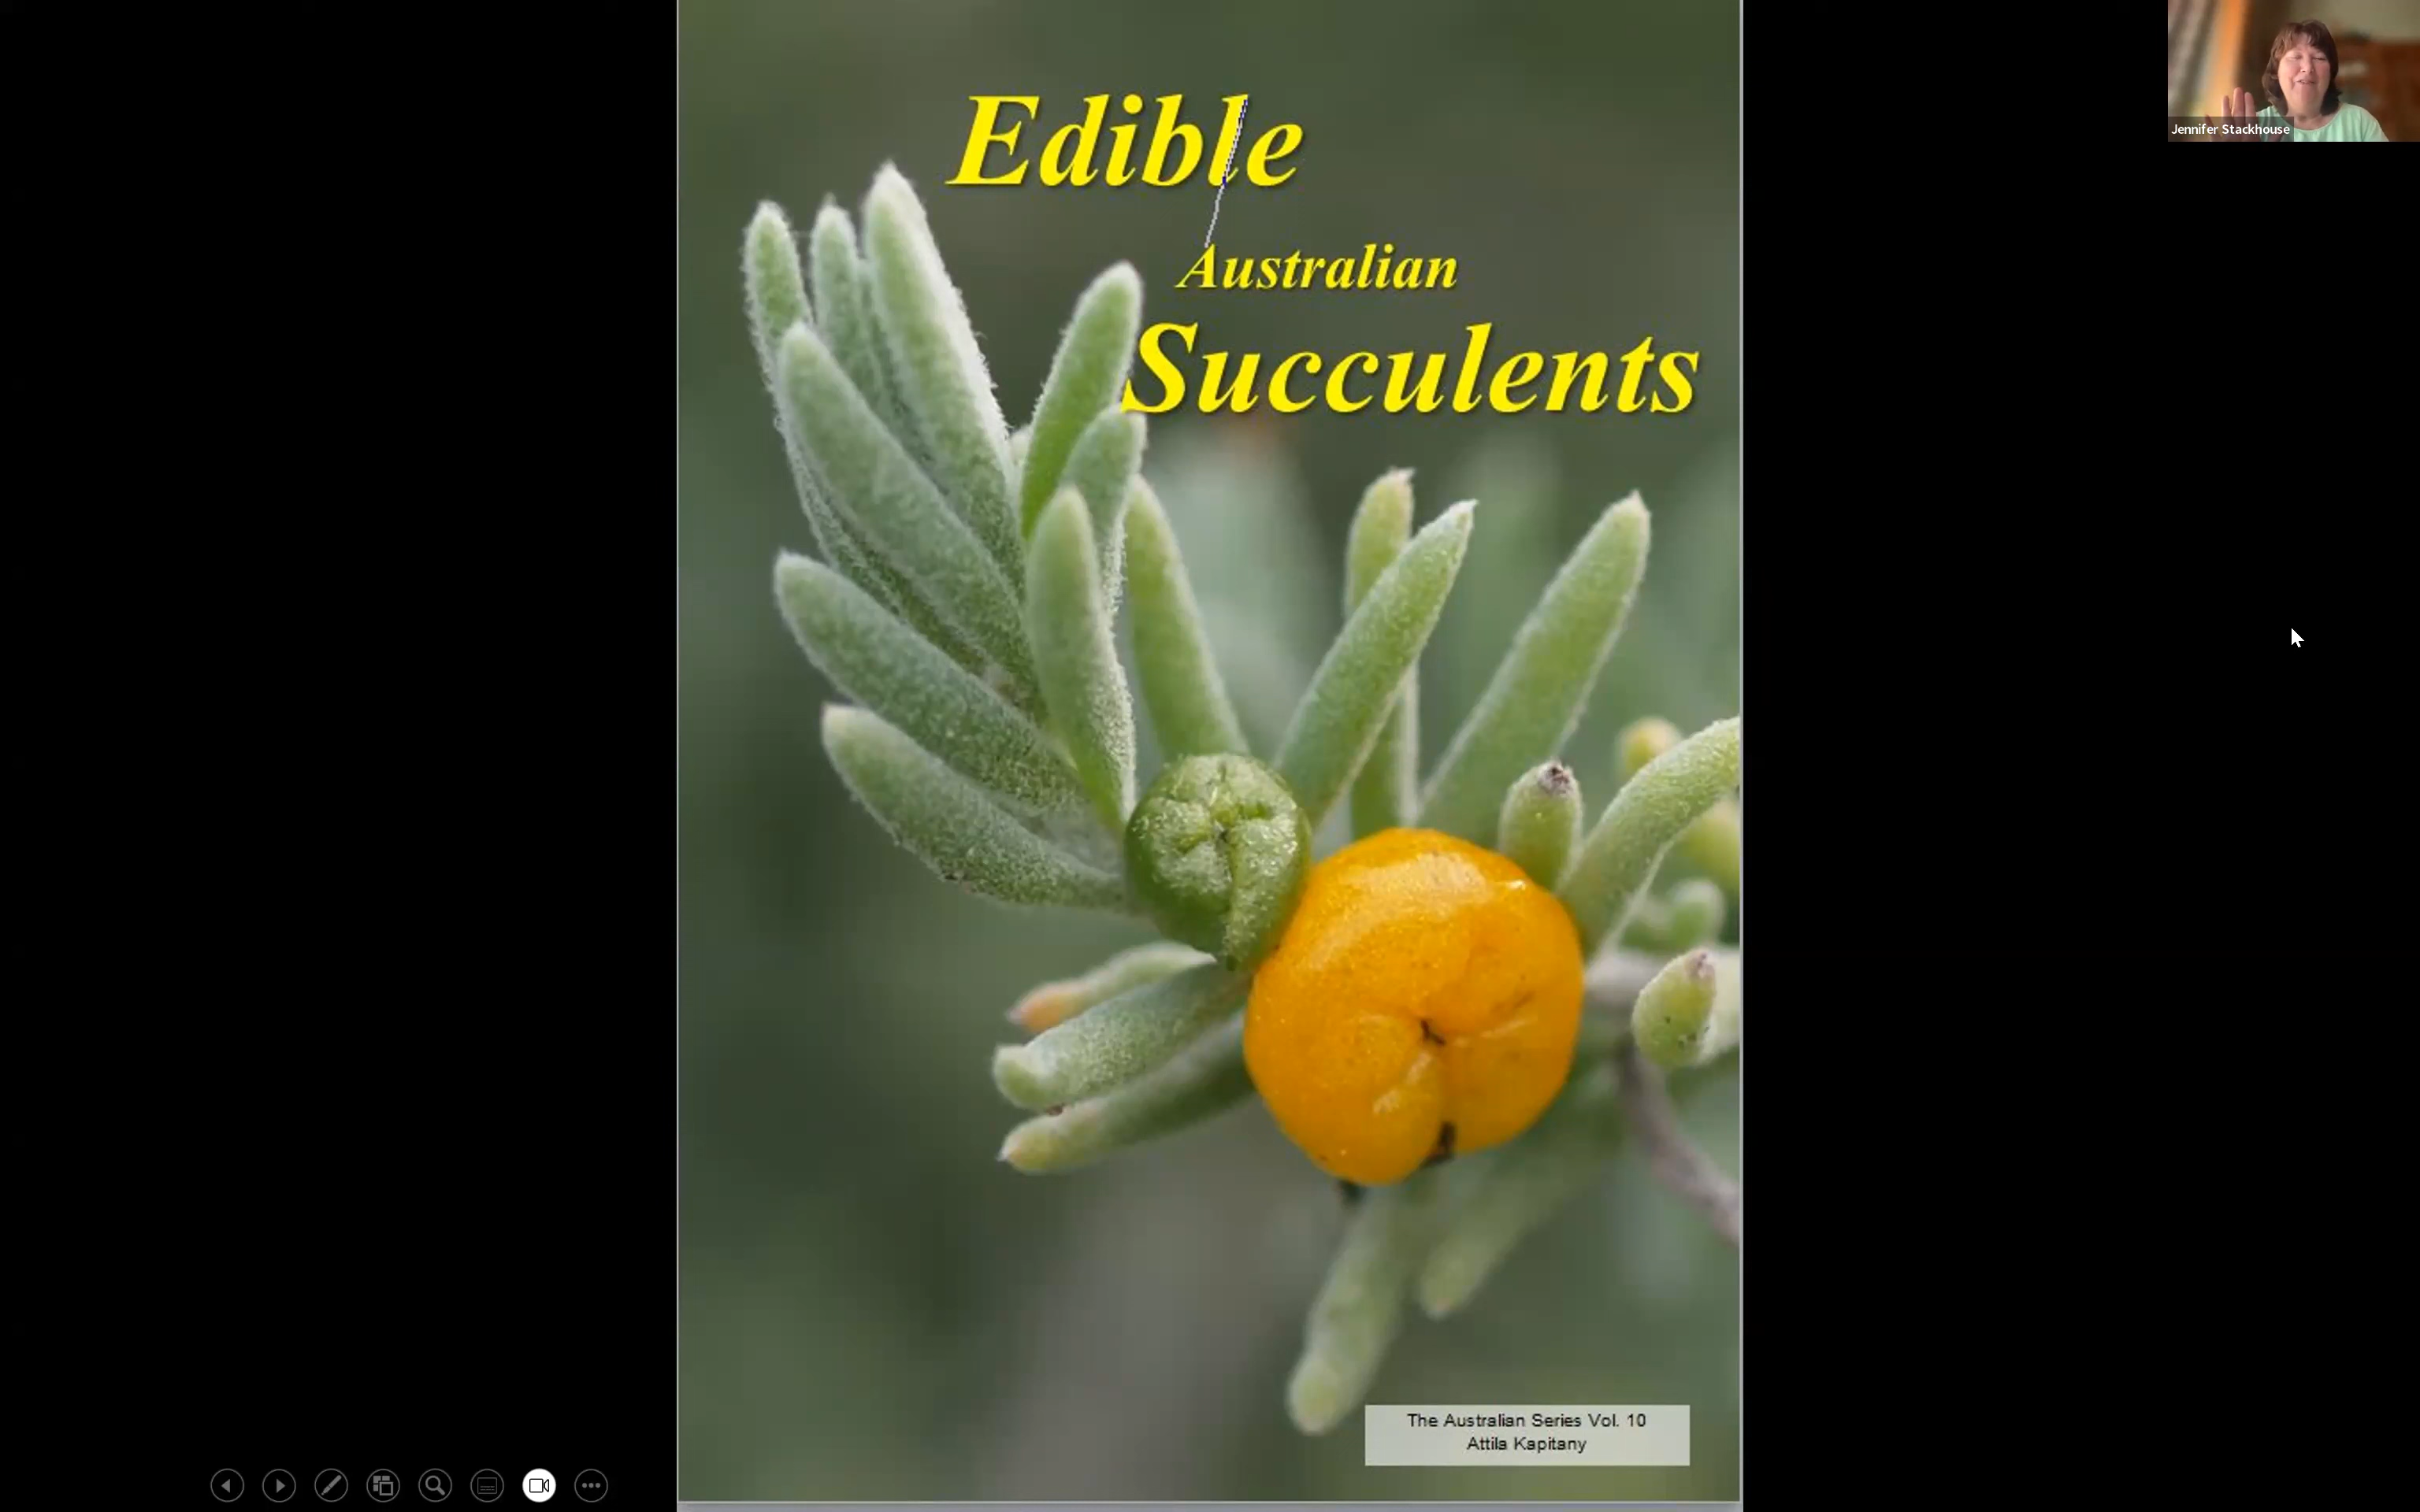 Edible
Australian
Succulents
Jennifer Stackhouse
The Australian Series Vol. 10
Attila Kapitany